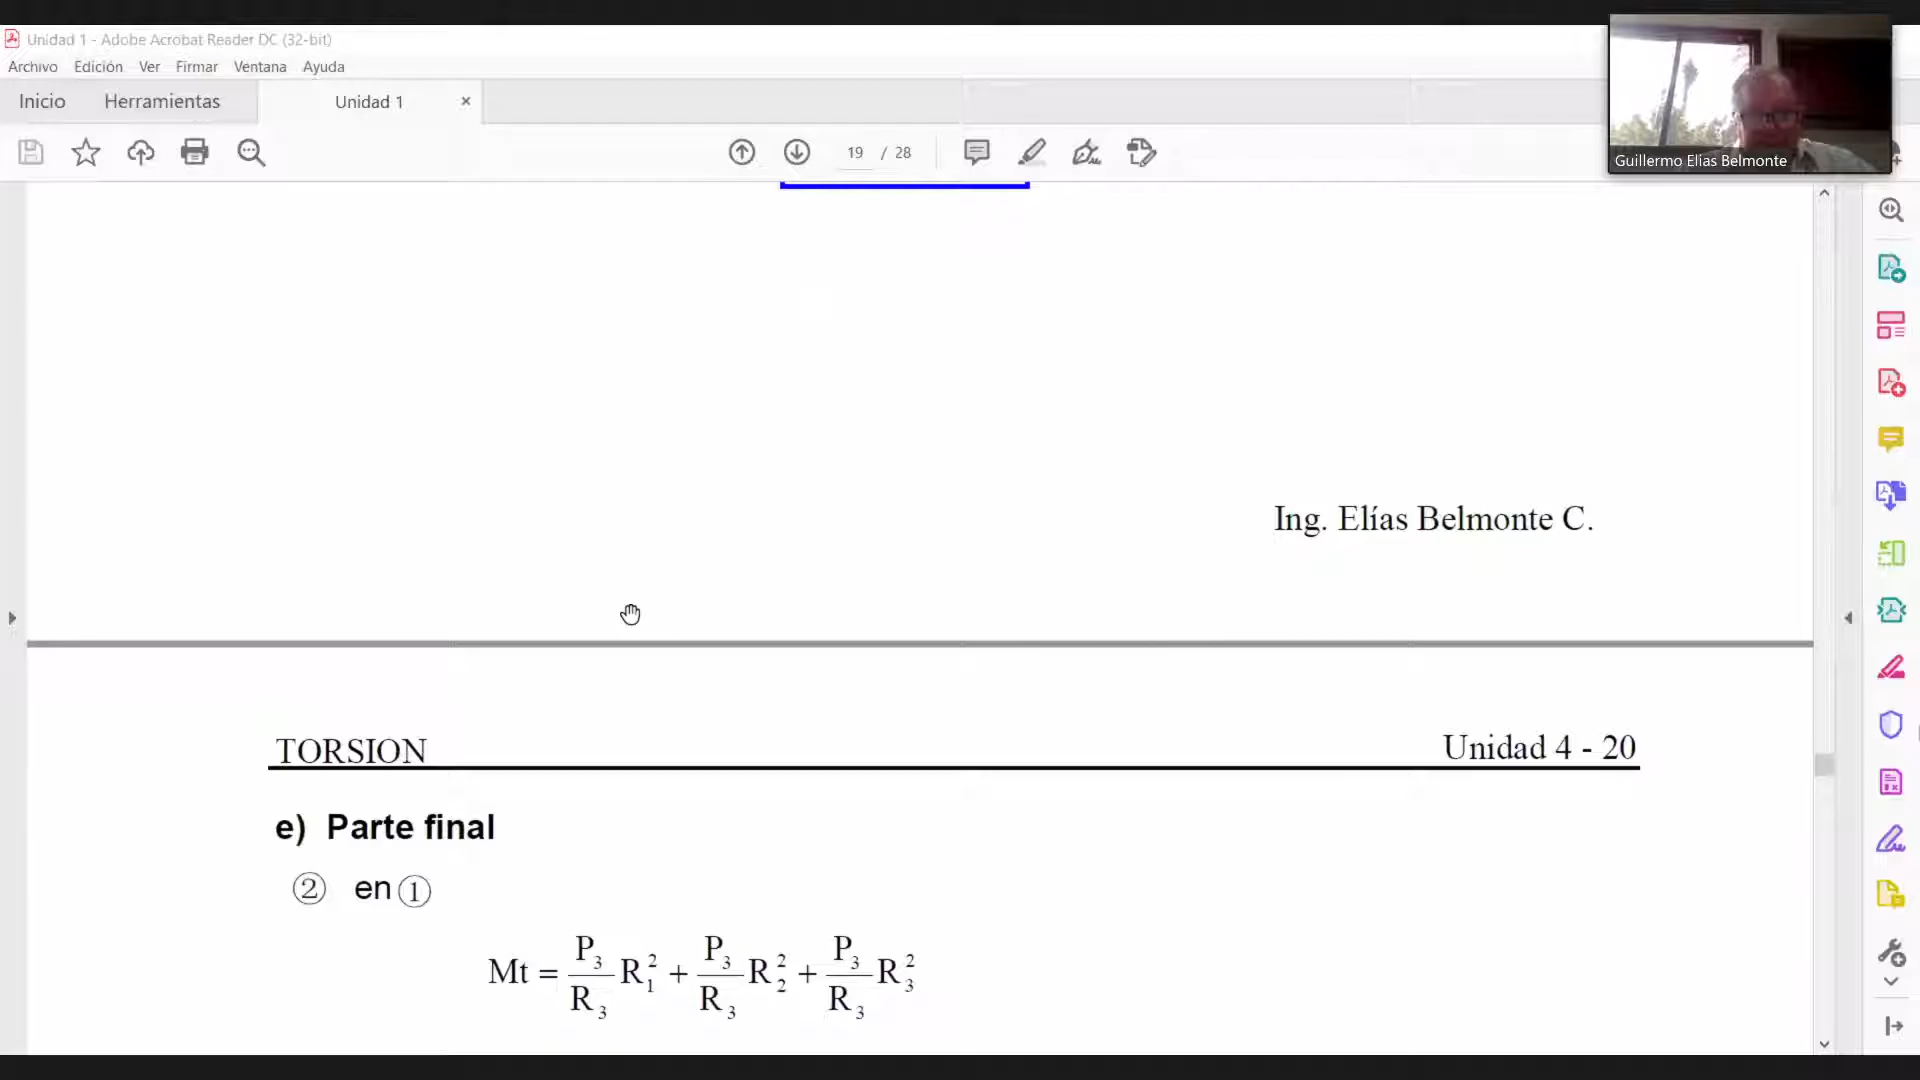 Unidad 1 - Adobe Acrobat Reader DC (32-bit)
Archivo Edición Ver Firmar Ventana Ayuda
Inicio Herramientas Unidad 1 ×
19 / 28
Guillermo Elías Belmonte
Ing. Elías Belmonte C.
TORSION Unidad 4 - 20
e) Parte final
② en ①
Mt = P₃/R₃ R₁² + P₃/R₃ R₂² + P₃/R₃ R₃²